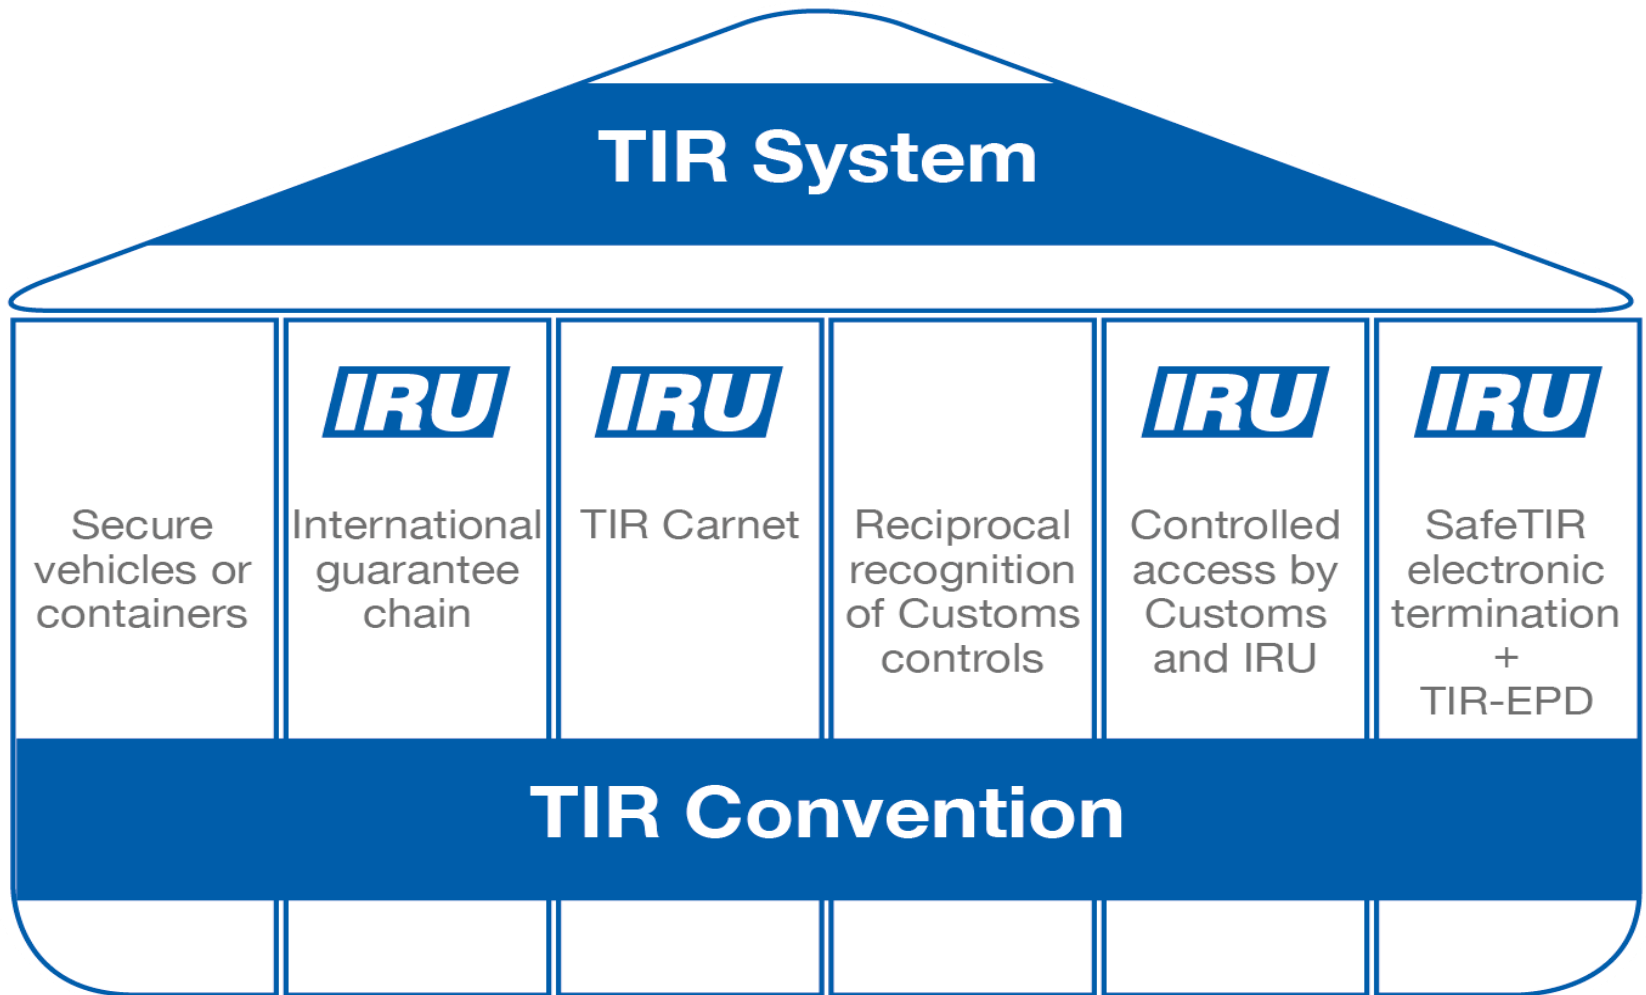 TIR System
IRU
IRU
IRU
IRU
Secure
vehicles or
containers
International
guarantee
chain
TIR Carnet
Reciprocal
recognition
of Customs
controls
Controlled
access by
Customs
and IRU
SafeTIR
electronic
termination
+
TIR-EPD
TIR Convention